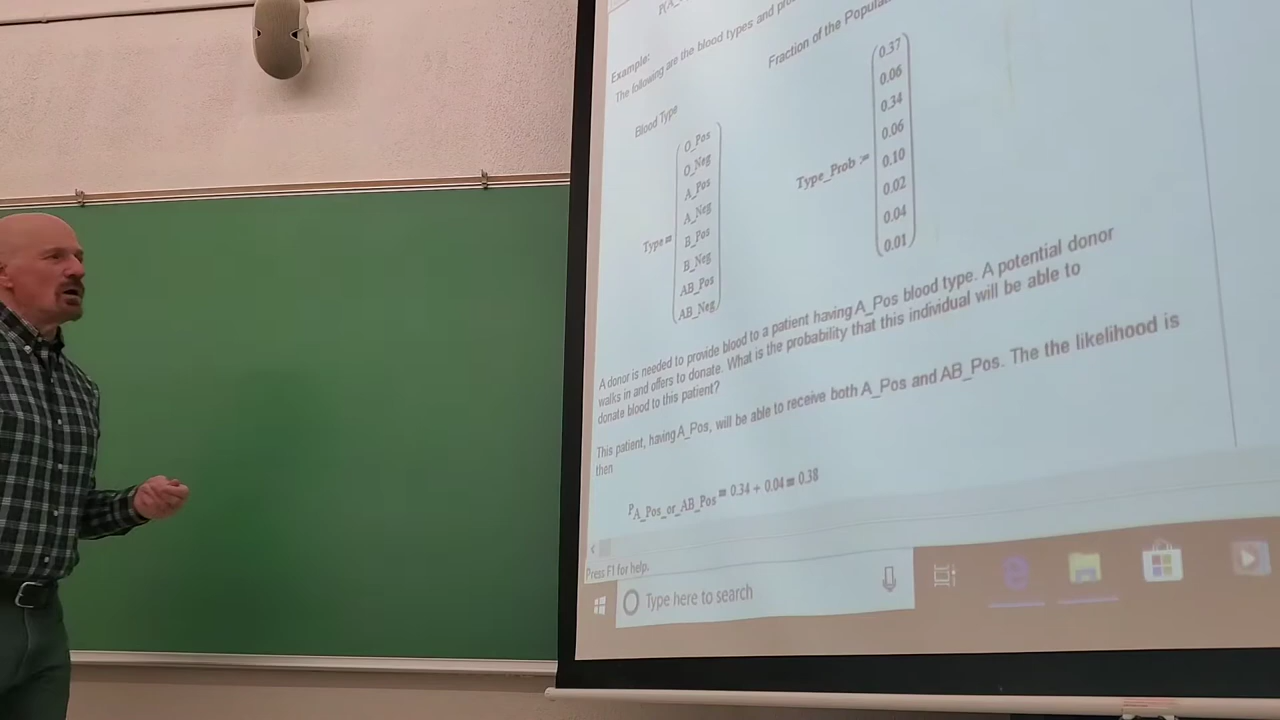 Example:
The following are the blood types and
Blood Type
Fraction of the
Type =
O_Pos
O_Neg
A_Pos
A_Neg
B_Pos
B_Neg
AB_Pos
AB_Neg
Type_Prob :=
0.37
0.06
0.34
0.06
0.10
0.02
0.04
0.01
A donor is needed to provide blood to a patient having A_Pos blood type. A potential donor
walks in and offers to donate. What is the probability that this individual will be able to
donate blood to this patient?
This patient, having A_Pos, will be able to receive both A_Pos and AB_Pos. The the likelihood is
then
P A_Pos_or_AB_Pos = 0.34 + 0.04 = 0.38
Press F1 for help.
Type here to search